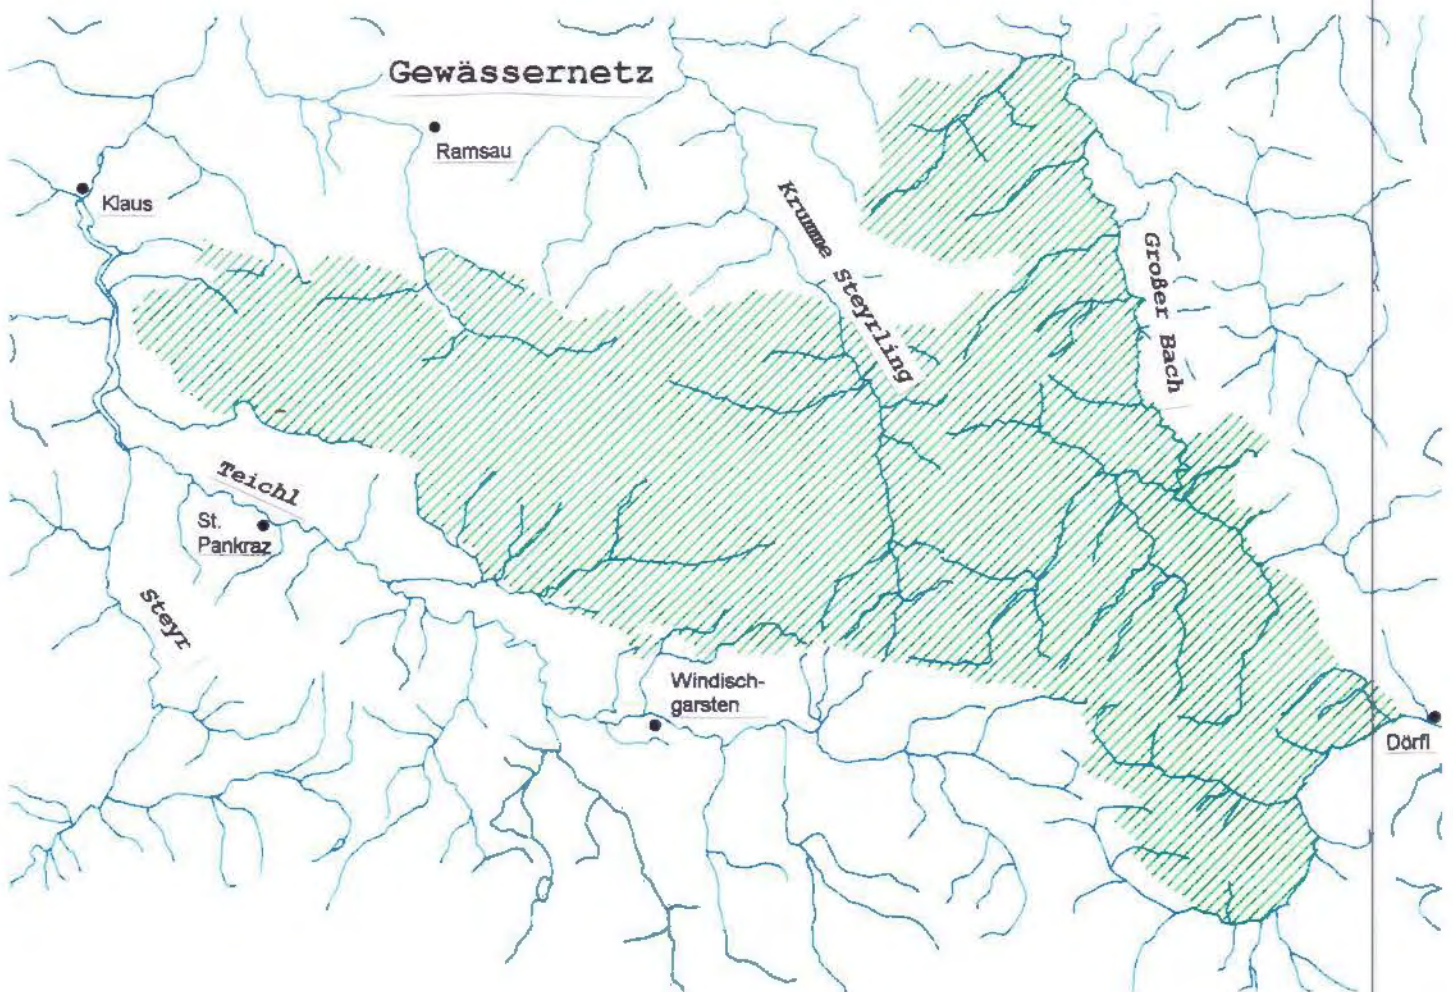 Gewässernetz
Ramsau
Klaus
Krumme Steyrling
Großer Bach
Teichl
St.
Pankraz
Steyr
Windisch-
garsten
Dörfl